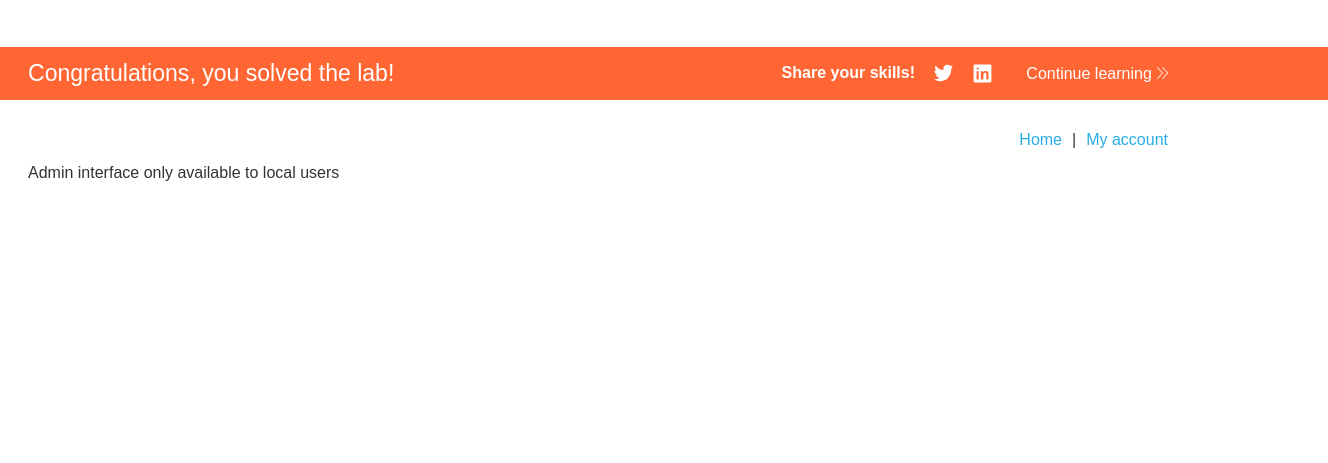 Congratulations, you solved the lab!
Share your skills!
Continue learning
Home | My account
Admin interface only available to local users